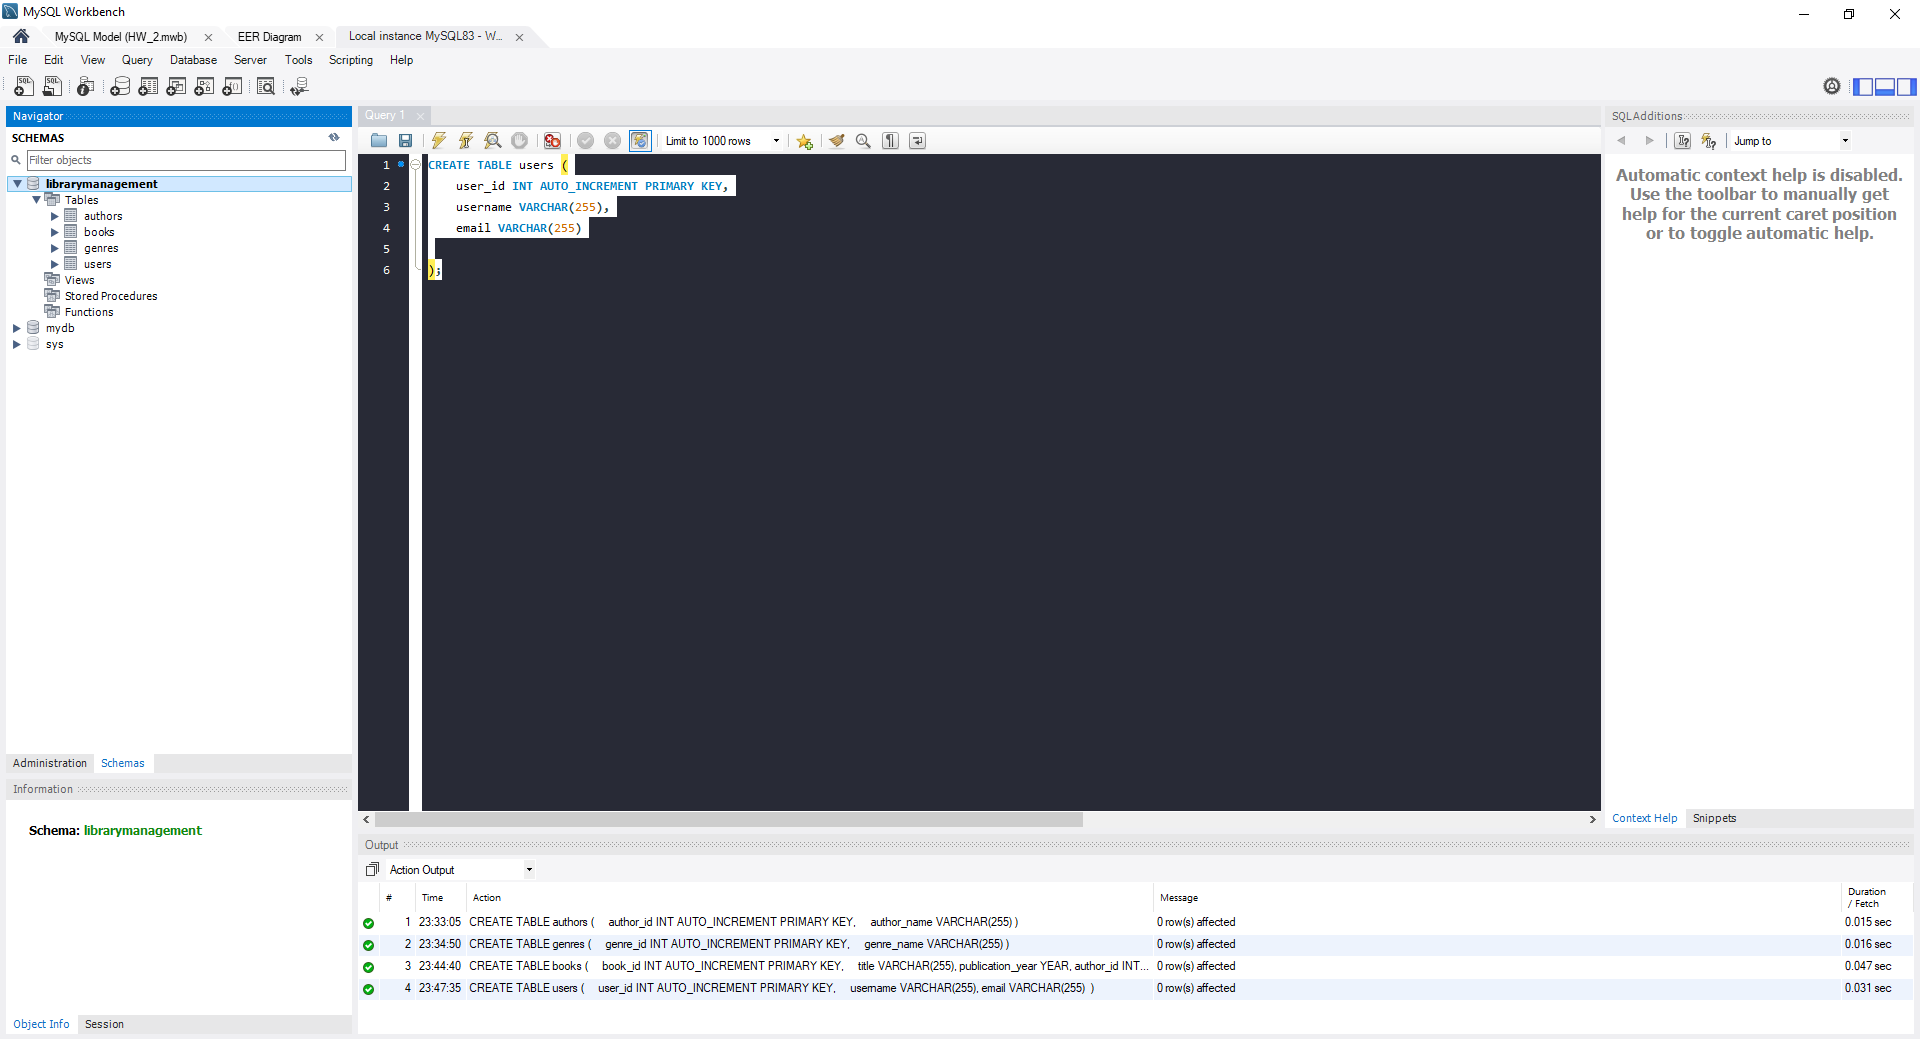 MySQL Workbench
MySQL Model (HW_2.mwb)
EER Diagram
Local instance MySQL83 - W...
File Edit View Query Database Server Tools Scripting Help
Navigator
SCHEMAS
Filter objects
librarymanagement
Tables
authors
books
genres
users
Views
Stored Procedures
Functions
mydb
sys
Administration Schemas
Information
Schema: librarymanagement
Object Info Session
Query 1
Limit to 1000 rows
1 CREATE TABLE users (
2 user_id INT AUTO_INCREMENT PRIMARY KEY,
3 username VARCHAR(255),
4 email VARCHAR(255)
5
6 );
SQLAdditions
Jump to
Automatic context help is disabled.
Use the toolbar to manually get
help for the current caret position
or to toggle automatic help.
Context Help Snippets
Output
Action Output
# Time Action Message Duration / Fetch
1 23:33:05 CREATE TABLE authors ( author_id INT AUTO_INCREMENT PRIMARY KEY, author_name VARCHAR(255) ) 0 row(s) affected 0.015 sec
2 23:34:50 CREATE TABLE genres ( genre_id INT AUTO_INCREMENT PRIMARY KEY, genre_name VARCHAR(255) ) 0 row(s) affected 0.016 sec
3 23:44:40 CREATE TABLE books ( book_id INT AUTO_INCREMENT PRIMARY KEY, title VARCHAR(255), publication_year YEAR, author_id INT... 0 row(s) affected 0.047 sec
4 23:47:35 CREATE TABLE users ( user_id INT AUTO_INCREMENT PRIMARY KEY, username VARCHAR(255), email VARCHAR(255) ) 0 row(s) affected 0.031 sec